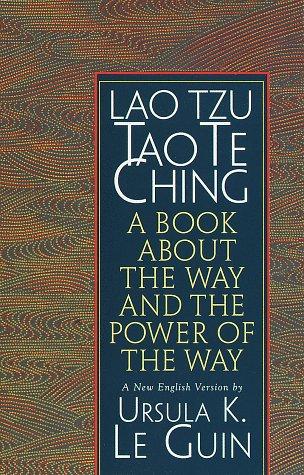 LAO TZU
TAO TE
CHING
A BOOK
ABOUT
THE WAY
AND THE
POWER OF
THE WAY
A New English Version by
URSULA K.
LE GUIN